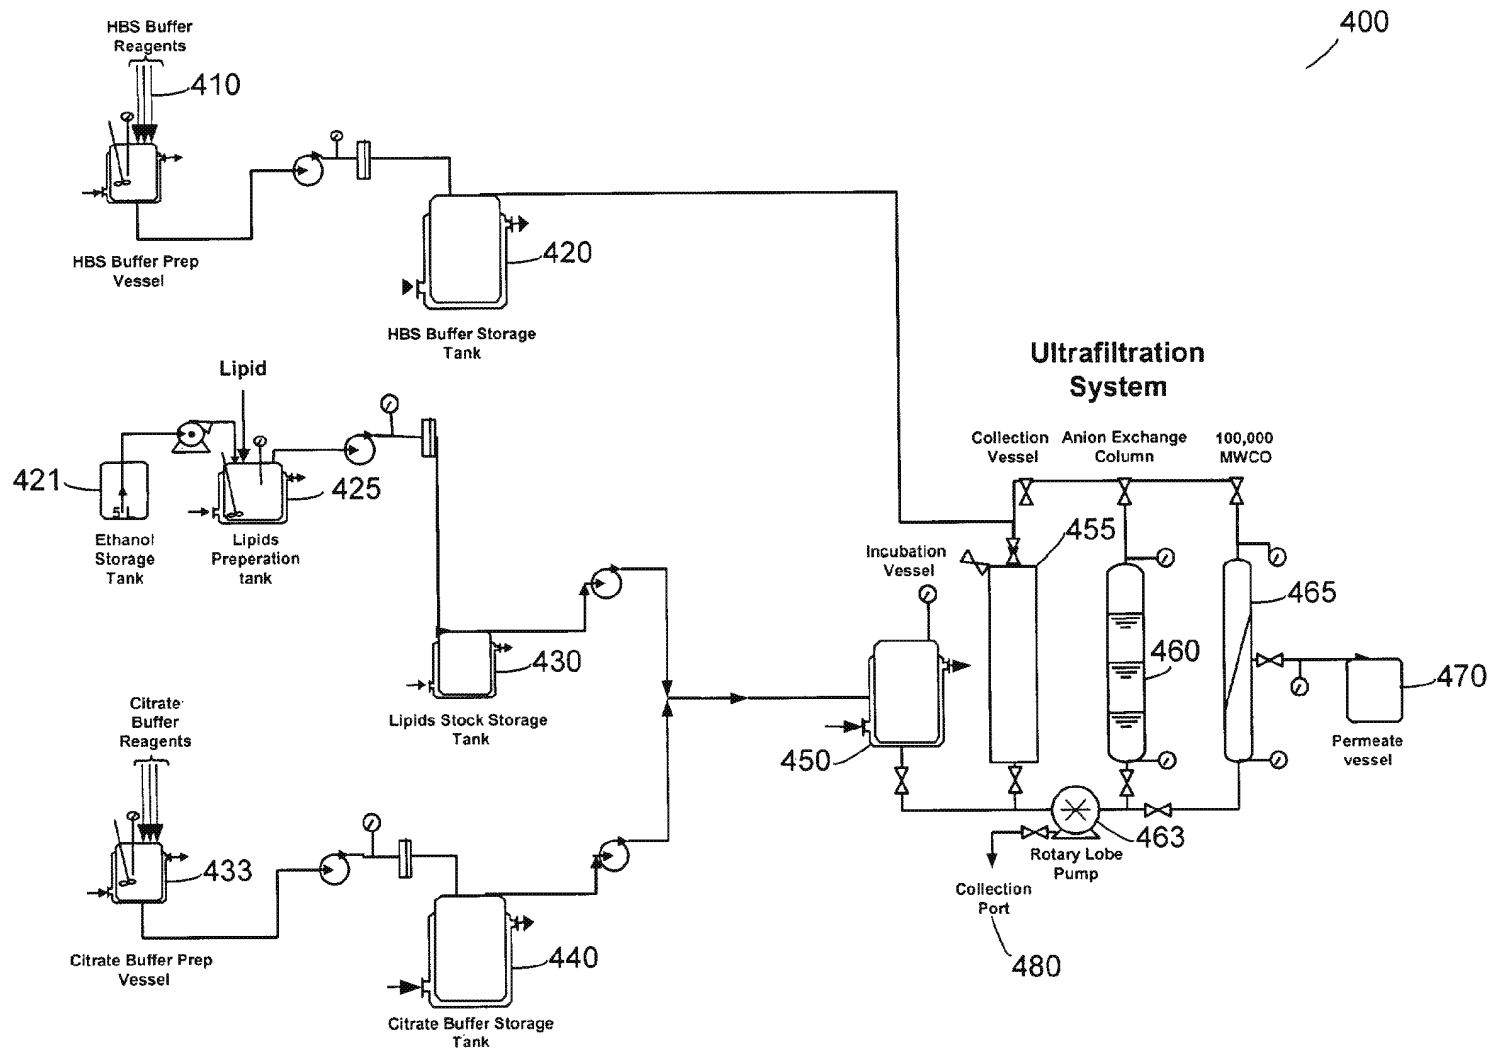 400
HBS Buffer
Reagents
410
HBS Buffer Prep
Vessel
420
HBS Buffer Storage
Tank
Lipid
421
5 L
425
Ethanol
Storage
Tank
Lipids
Preperation
tank
430
Lipids Stock Storage
Tank
Citrate
Buffer
Reagents
433
Citrate Buffer Prep
Vessel
440
Citrate Buffer Storage
Tank
Ultrafiltration
System
Collection
Vessel
Anion Exchange
Column
100,000
MWCO
455
Incubation
Vessel
465
460
470
Permeate
vessel
450
463
Rotary Lobe
Pump
Collection
Port
480